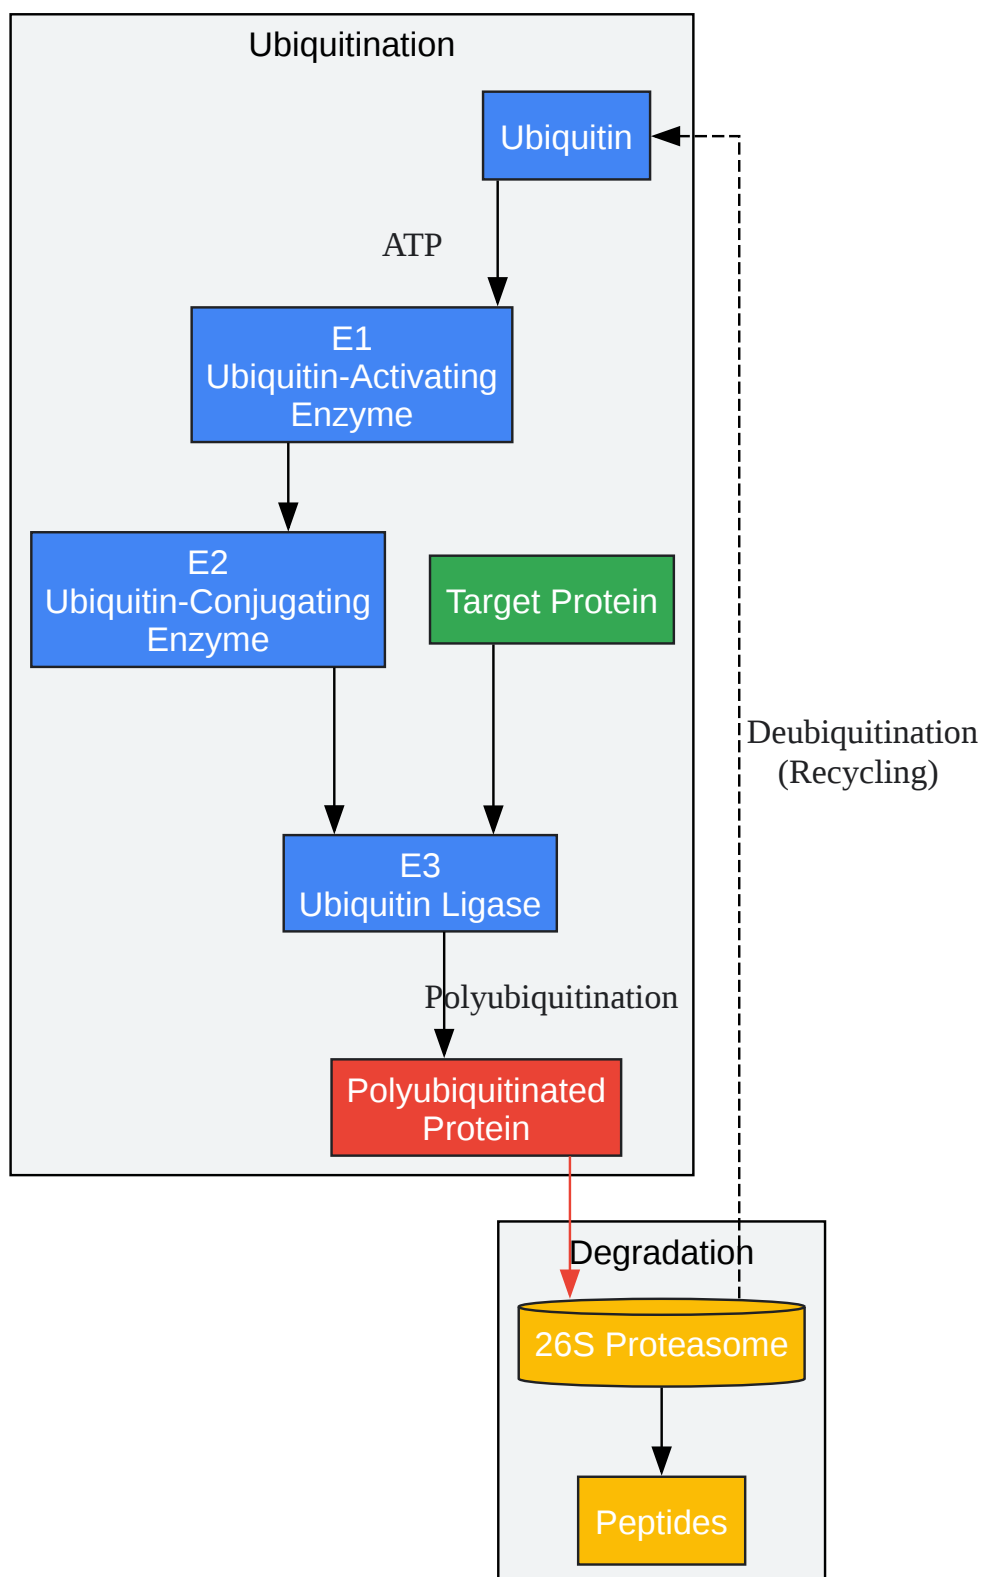 Ubiquitination
Ubiquitin
ATP
E1
Ubiquitin-Activating
Enzyme
E2
Ubiquitin-Conjugating
Enzyme
Target Protein
Deubiquitination
(Recycling)
E3
Ubiquitin Ligase
Polyubiquitination
Polyubiquitinated
Protein
Degradation
26S Proteasome
Peptides